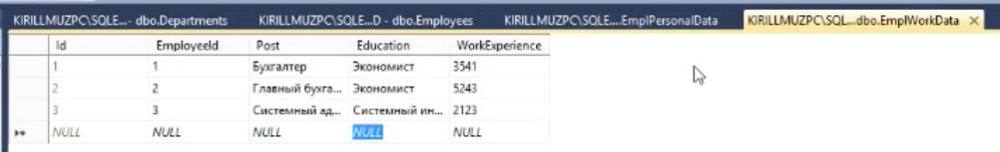 KIRILLMUZPC\SQLE...- dbo.Departments KIRILLMUZPC\SQLE...D - dbo.Employees KIRILLMUZPC\SQLE....EmplPersonalData KIRILLMUZPC\SQL...dbo.EmplWorkData ×
Id EmployeeId Post Education WorkExperience
1 1 Бухгалтер Экономист 3541
2 2 Главный бухга... Экономист 5243
3 3 Системный ад... Системный ин... 2123
NULL NULL NULL NULL NULL